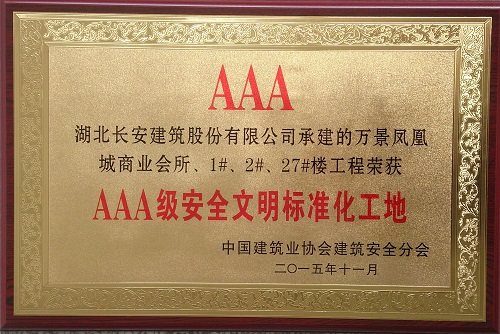 AAA
湖北长安建筑股份有限公司承建的万景凤凰
城商业会所、1#、2#、27#楼工程荣获
AAA级安全文明标准化工地
中国建筑业协会建筑安全分会
二〇一五年十一月